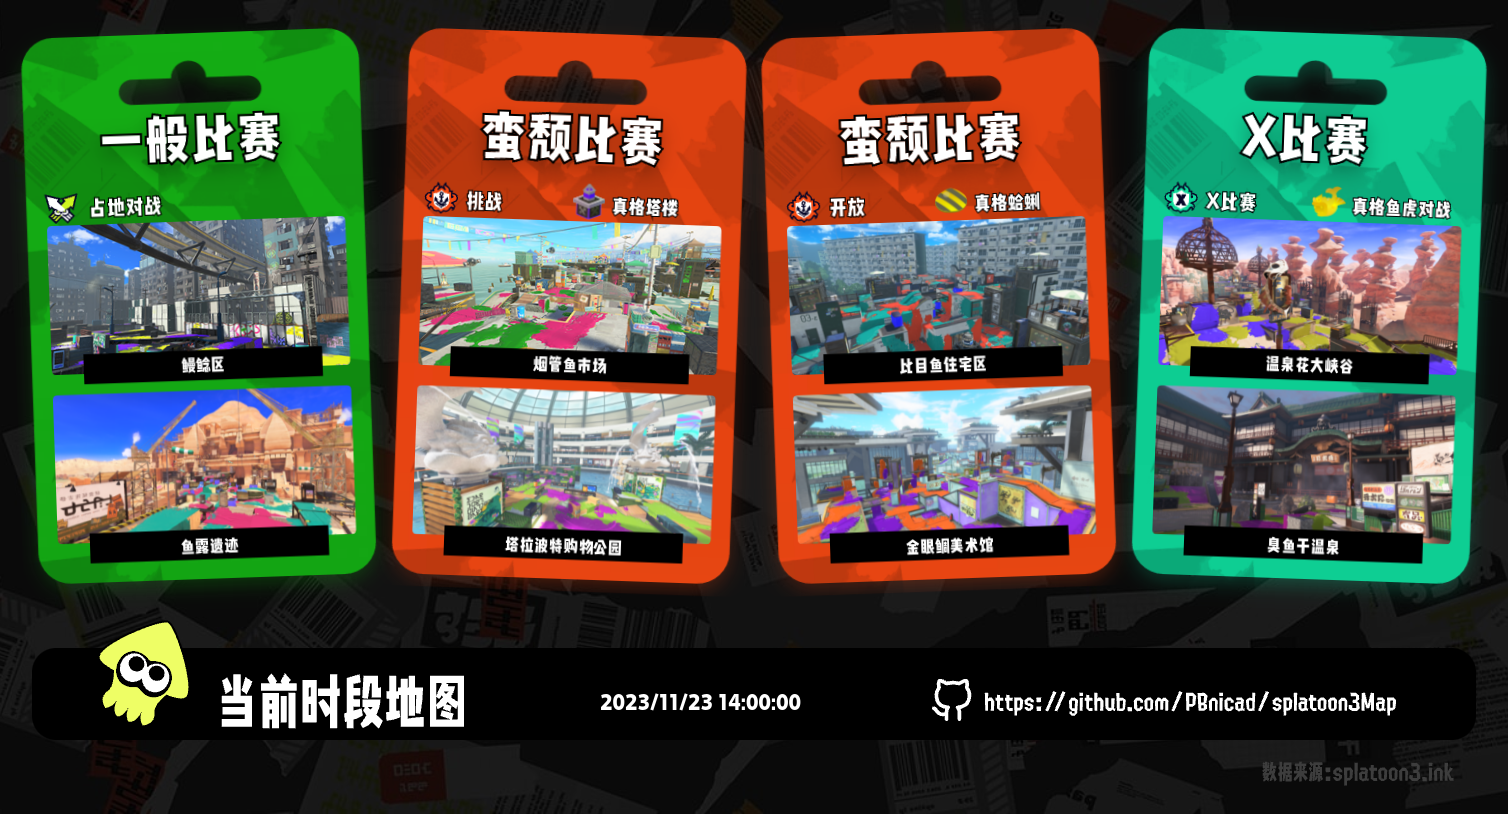 一般比赛
占地对战
鳗鲶区
鱼露遗迹
蛮颓比赛
挑战
真格塔楼
烟管鱼市场
塔拉波特购物公园
蛮颓比赛
开放
真格蛤蜊
比目鱼住宅区
金眼鲷美术馆
X比赛
X比赛
真格鱼虎对战
温泉花大峡谷
臭鱼干温泉
当前时段地图
2023/11/23 14:00:00
https://github.com/PBnicad/splatoon3Map
数据来源:splatoon3.ink